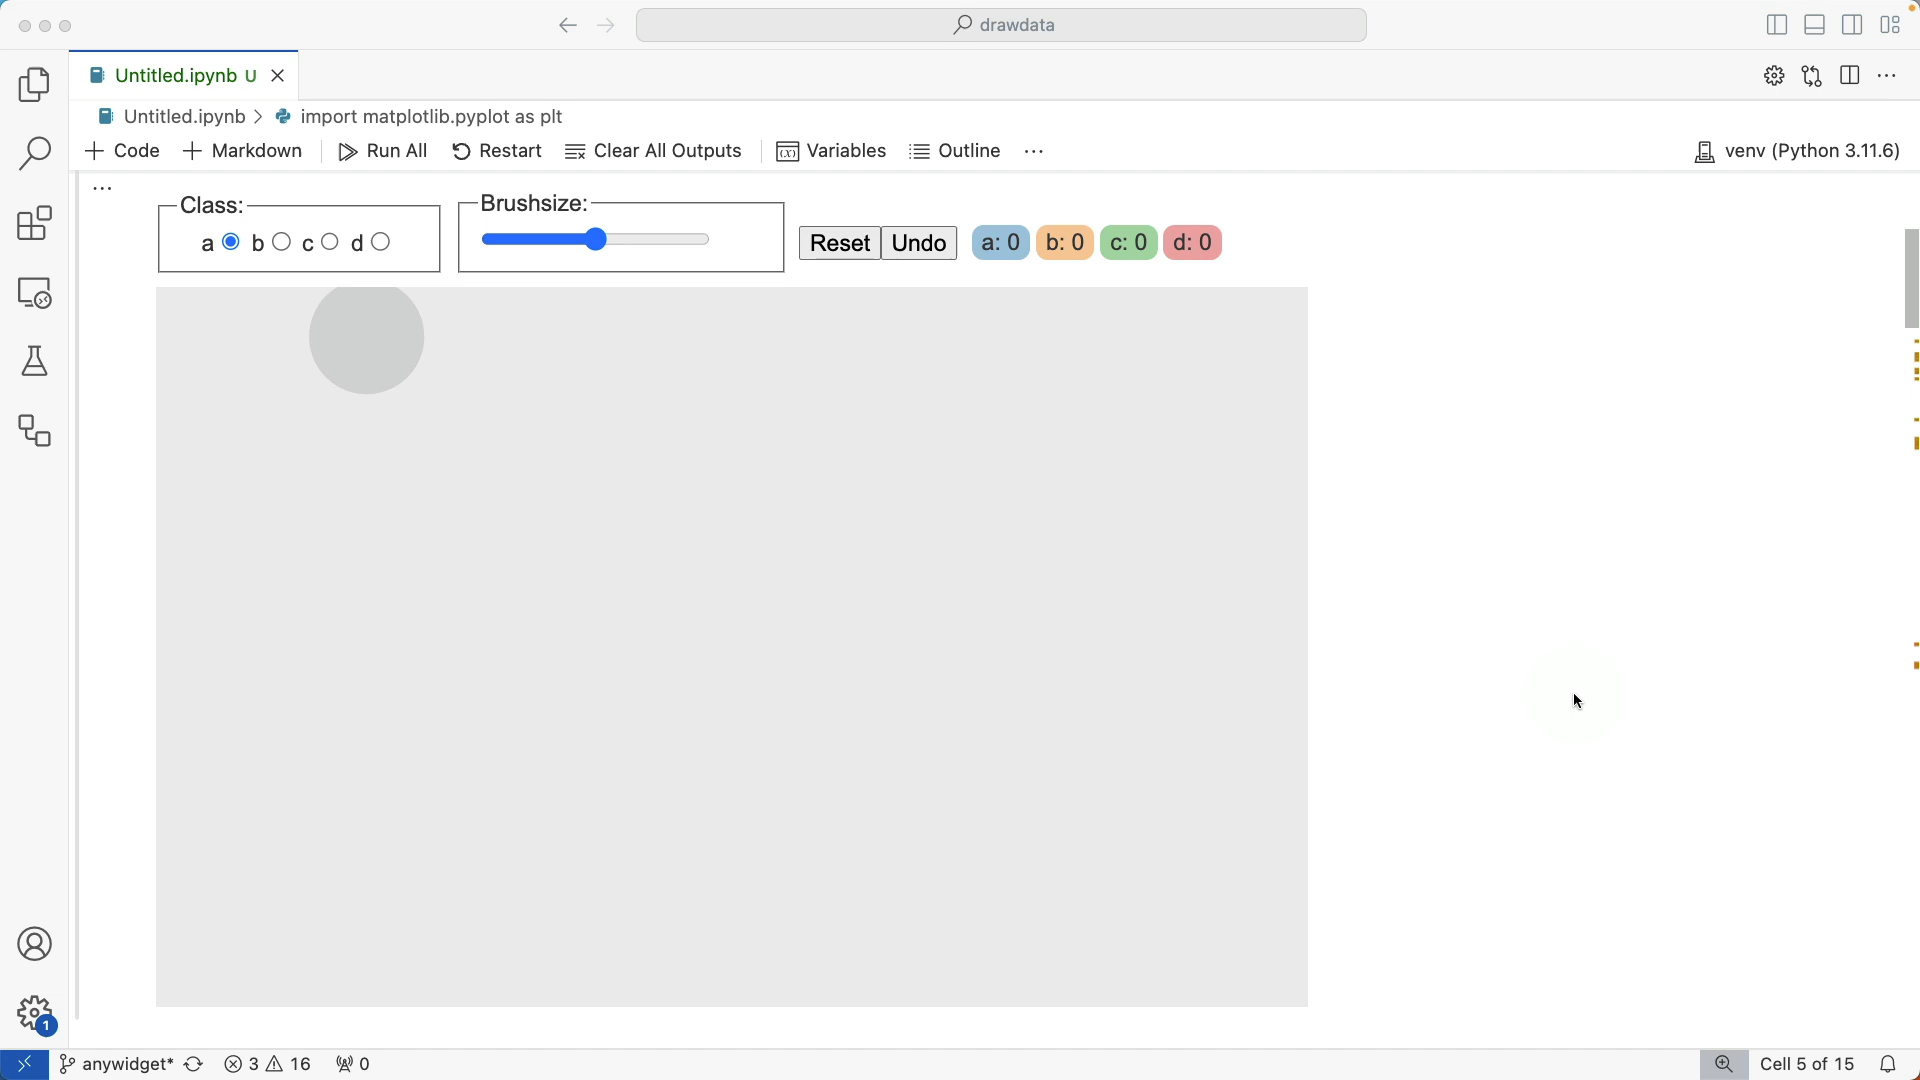 drawdata
Untitled.ipynb U
Untitled.ipynb > import matplotlib.pyplot as plt
+ Code + Markdown Run All Restart Clear All Outputs (x) Variables Outline ... venv (Python 3.11.6)
...
Class: Brushsize:
a b c d Reset Undo a: 0 b: 0 c: 0 d: 0
1
anywidget* 3 16 0 Cell 5 of 15